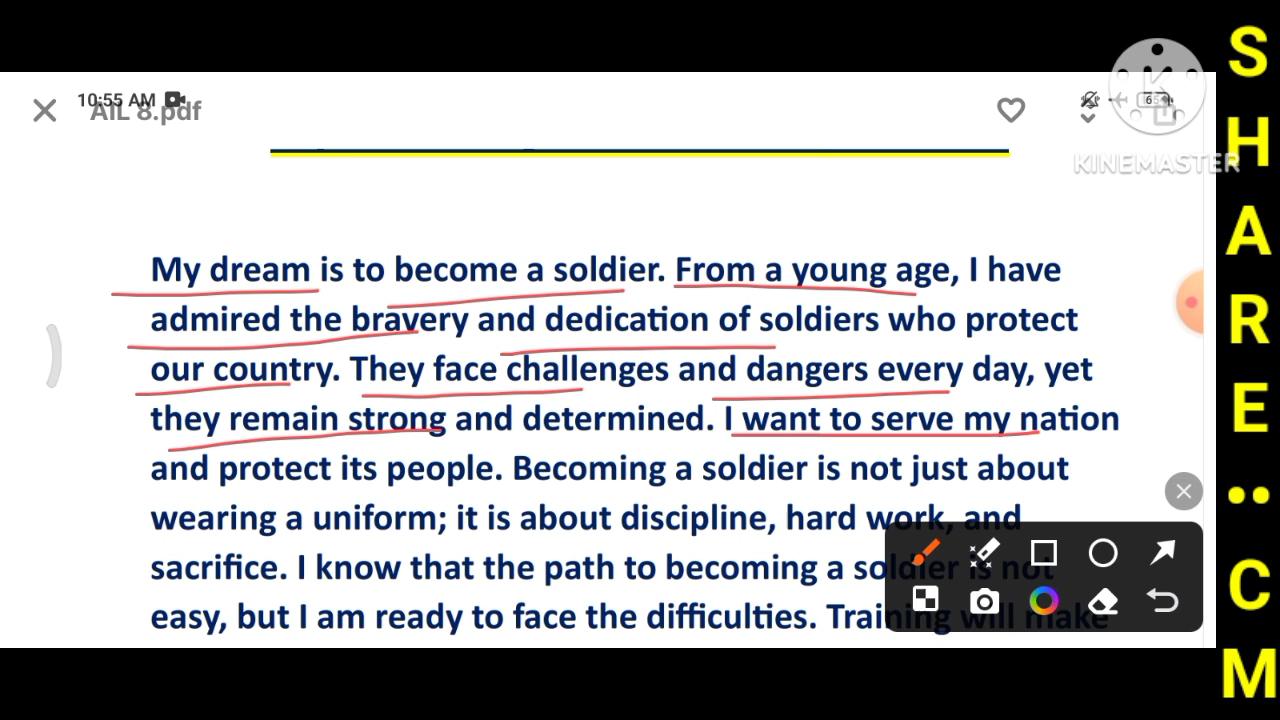 10:55 AM
AIL 8.pdf
65
KINEMASTER
My dream is to become a soldier. From a young age, I have
admired the bravery and dedication of soldiers who protect
our country. They face challenges and dangers every day, yet
they remain strong and determined. I want to serve my nation
and protect its people. Becoming a soldier is not just about
wearing a uniform; it is about discipline, hard work, and
sacrifice. I know that the path to becoming a soldier is not
easy, but I am ready to face the difficulties. Training will make
S
H
A
R
E
••
C
M